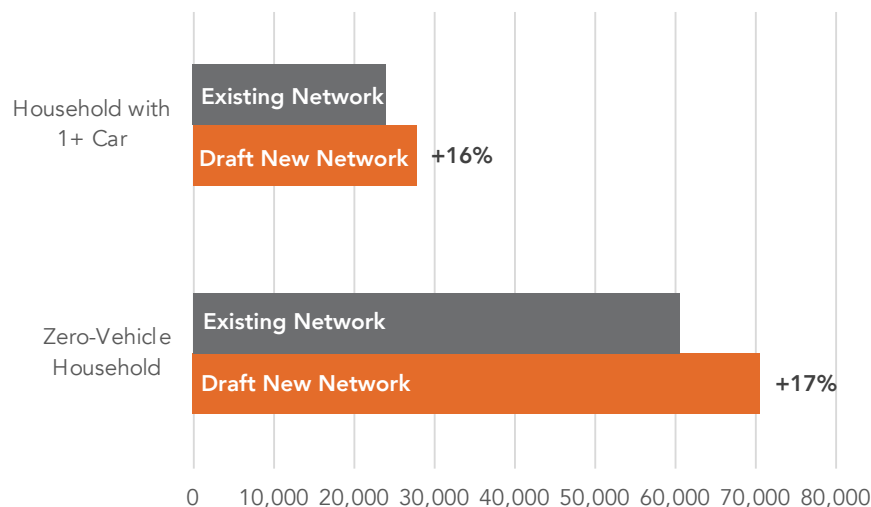 Household with
1+ Car
Existing Network
Draft New Network
+16%
Zero-Vehicle
Household
Existing Network
Draft New Network
+17%
0 10,000 20,000 30,000 40,000 50,000 60,000 70,000 80,000